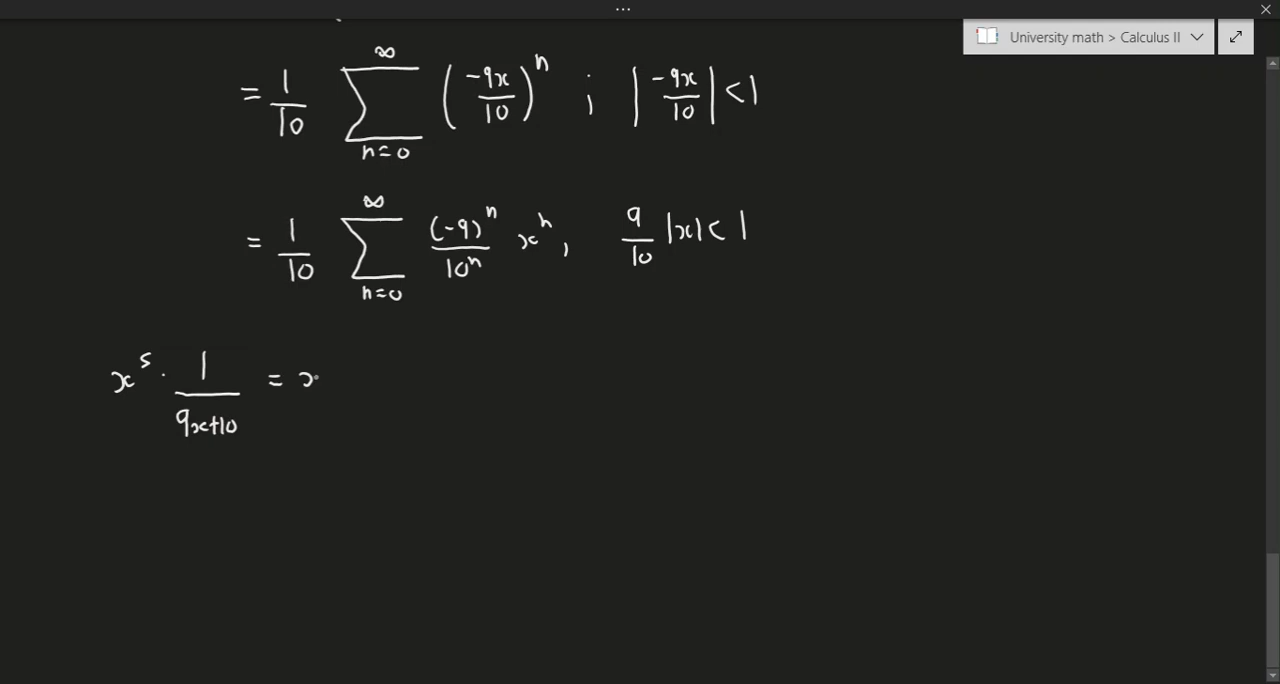 University math > Calculus II
= 1/10 ∑_{n=0}^{∞} (-9x/10)^n ; |-9x/10| < 1
= 1/10 ∑_{n=0}^{∞} (-9)^n/10^n x^n, 9/10 |x| < 1
x^5 · 1/(9x+10) = x